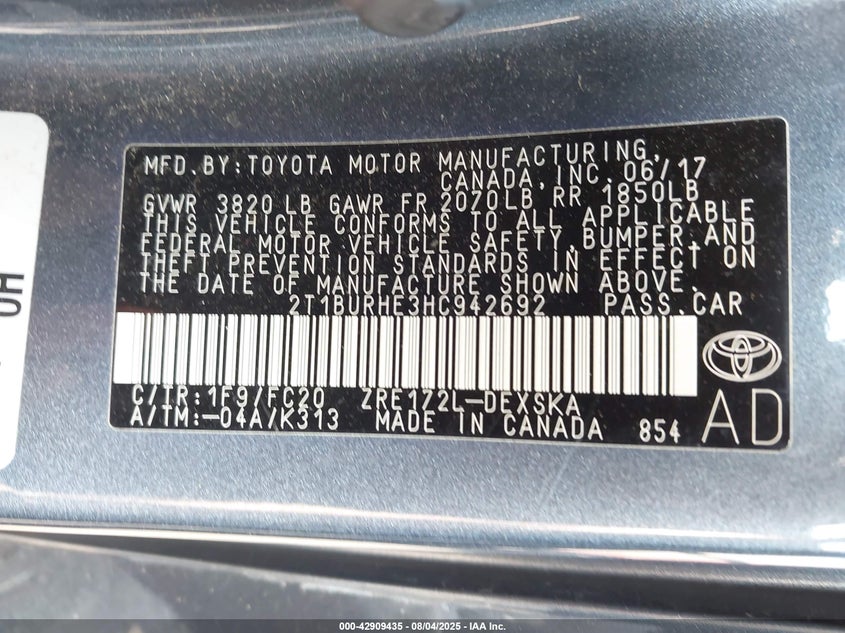 MFD.BY:TOYOTA MOTOR MANUFACTURING,
CANADA,INC. 06/17
GVWR 3820 LB GAWR FR 2070LB RR 1850LB
THIS VEHICLE CONFORMS TO ALL APPLICABLE
FEDERAL MOTOR VEHICLE SAFETY,BUMPER,AND
THEFT PREVENTION STANDARDS IN EFFECT ON
THE DATE OF MANUFACTURE SHOWN ABOVE.
2T1BURHE3HC942692 PASS.CAR
C/TR:1F9/FC20 ZRE172L-DEXSKA
A/TM:-04A/K313 MADE IN CANADA 854
AD
HO
000-42909435 - 08/04/2025 - IAA Inc.